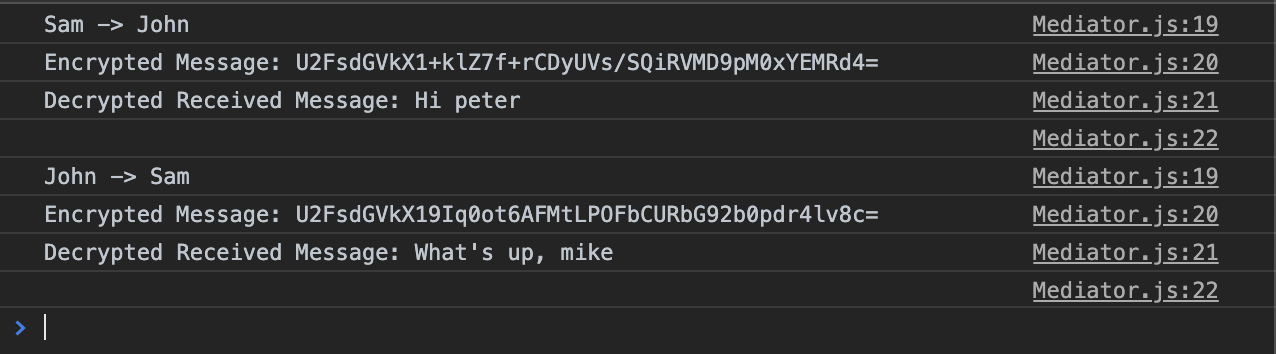 Sam -> John Mediator.js:19
Encrypted Message: U2FsdGVkX1+klZ7f+rCDyUVs/SQiRVMD9pM0xYEMRd4= Mediator.js:20
Decrypted Received Message: Hi peter Mediator.js:21
Mediator.js:22
John -> Sam Mediator.js:19
Encrypted Message: U2FsdGVkX19Iq0ot6AFMtLPOFbCURbG92b0pdr4lv8c= Mediator.js:20
Decrypted Received Message: What's up, mike Mediator.js:21
Mediator.js:22
>